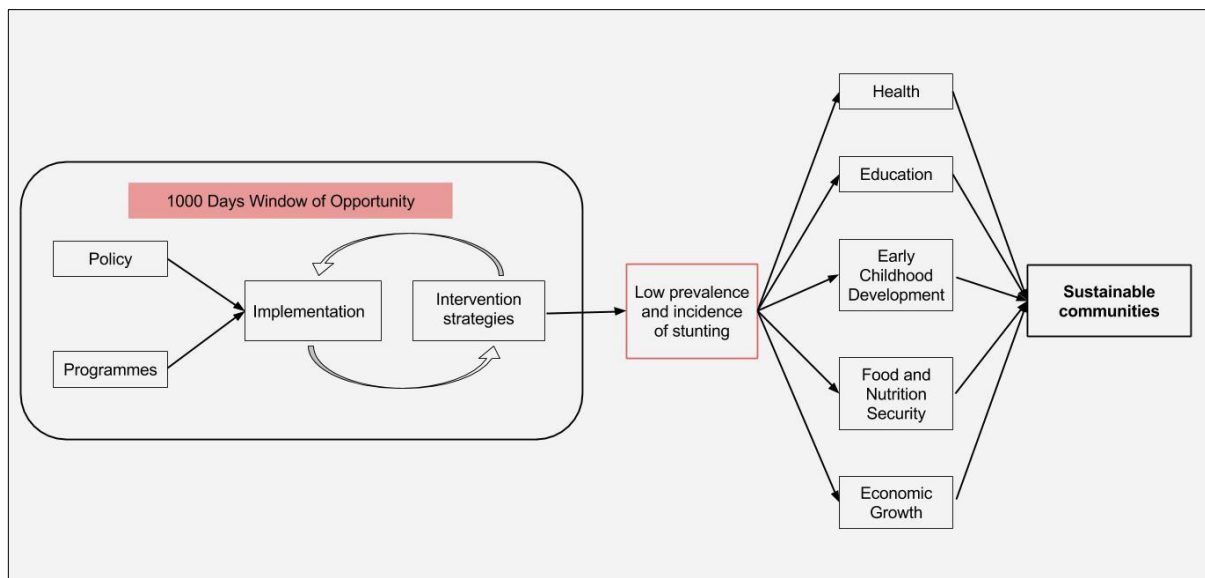 1000 Days Window of Opportunity
Policy
Programmes
Implementation
Intervention
strategies
Low prevalence
and incidence
of stunting
Health
Education
Early
Childhood
Development
Food and
Nutrition
Security
Economic
Growth
Sustainable
communities